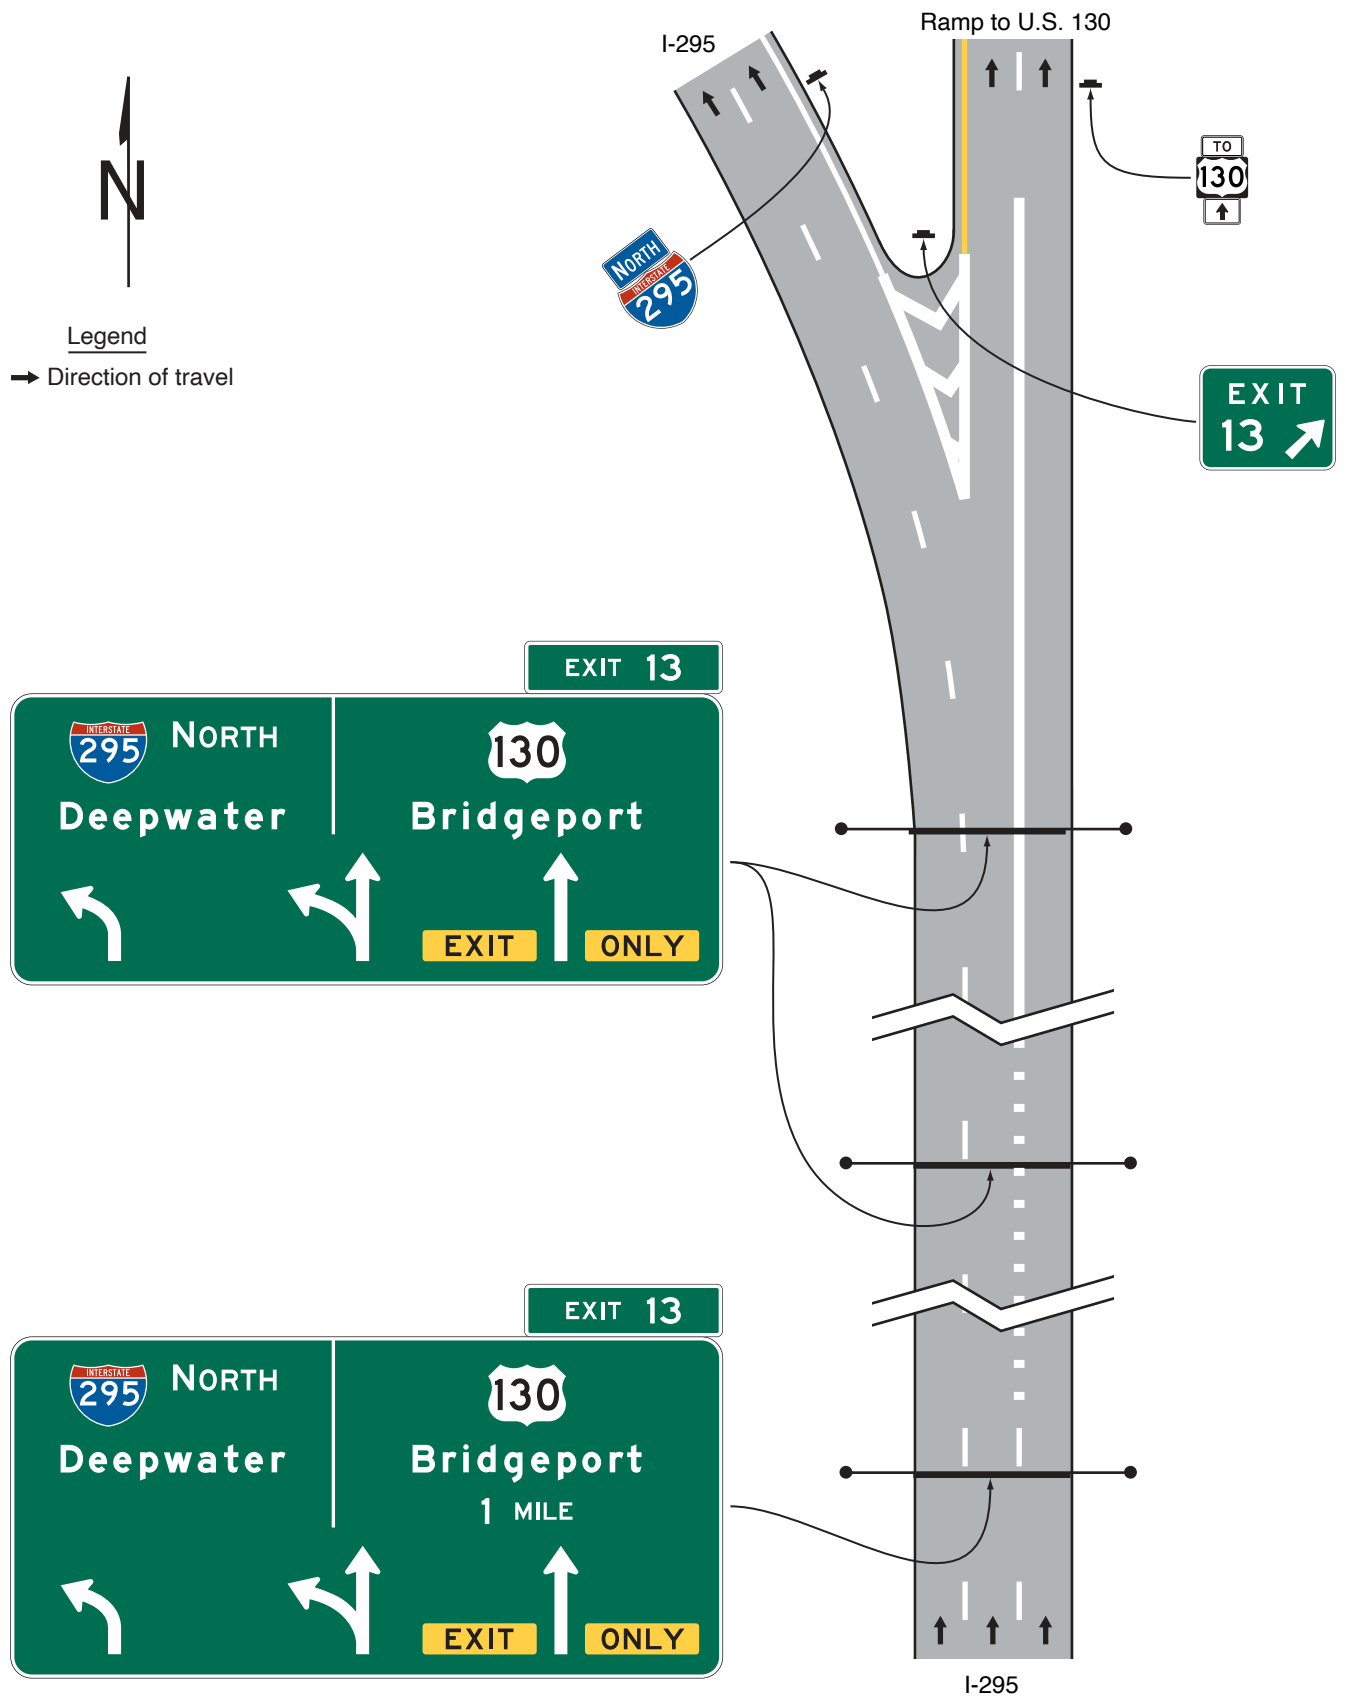 I-295
Ramp to U.S. 130
N
TO
130
NORTH
INTERSTATE
295
Legend
Direction of travel
EXIT
13
EXIT 13
INTERSTATE
295 NORTH
130
Deepwater
Bridgeport
EXIT ONLY
EXIT 13
INTERSTATE
295 NORTH
130
Deepwater
Bridgeport
1 MILE
EXIT ONLY
I-295